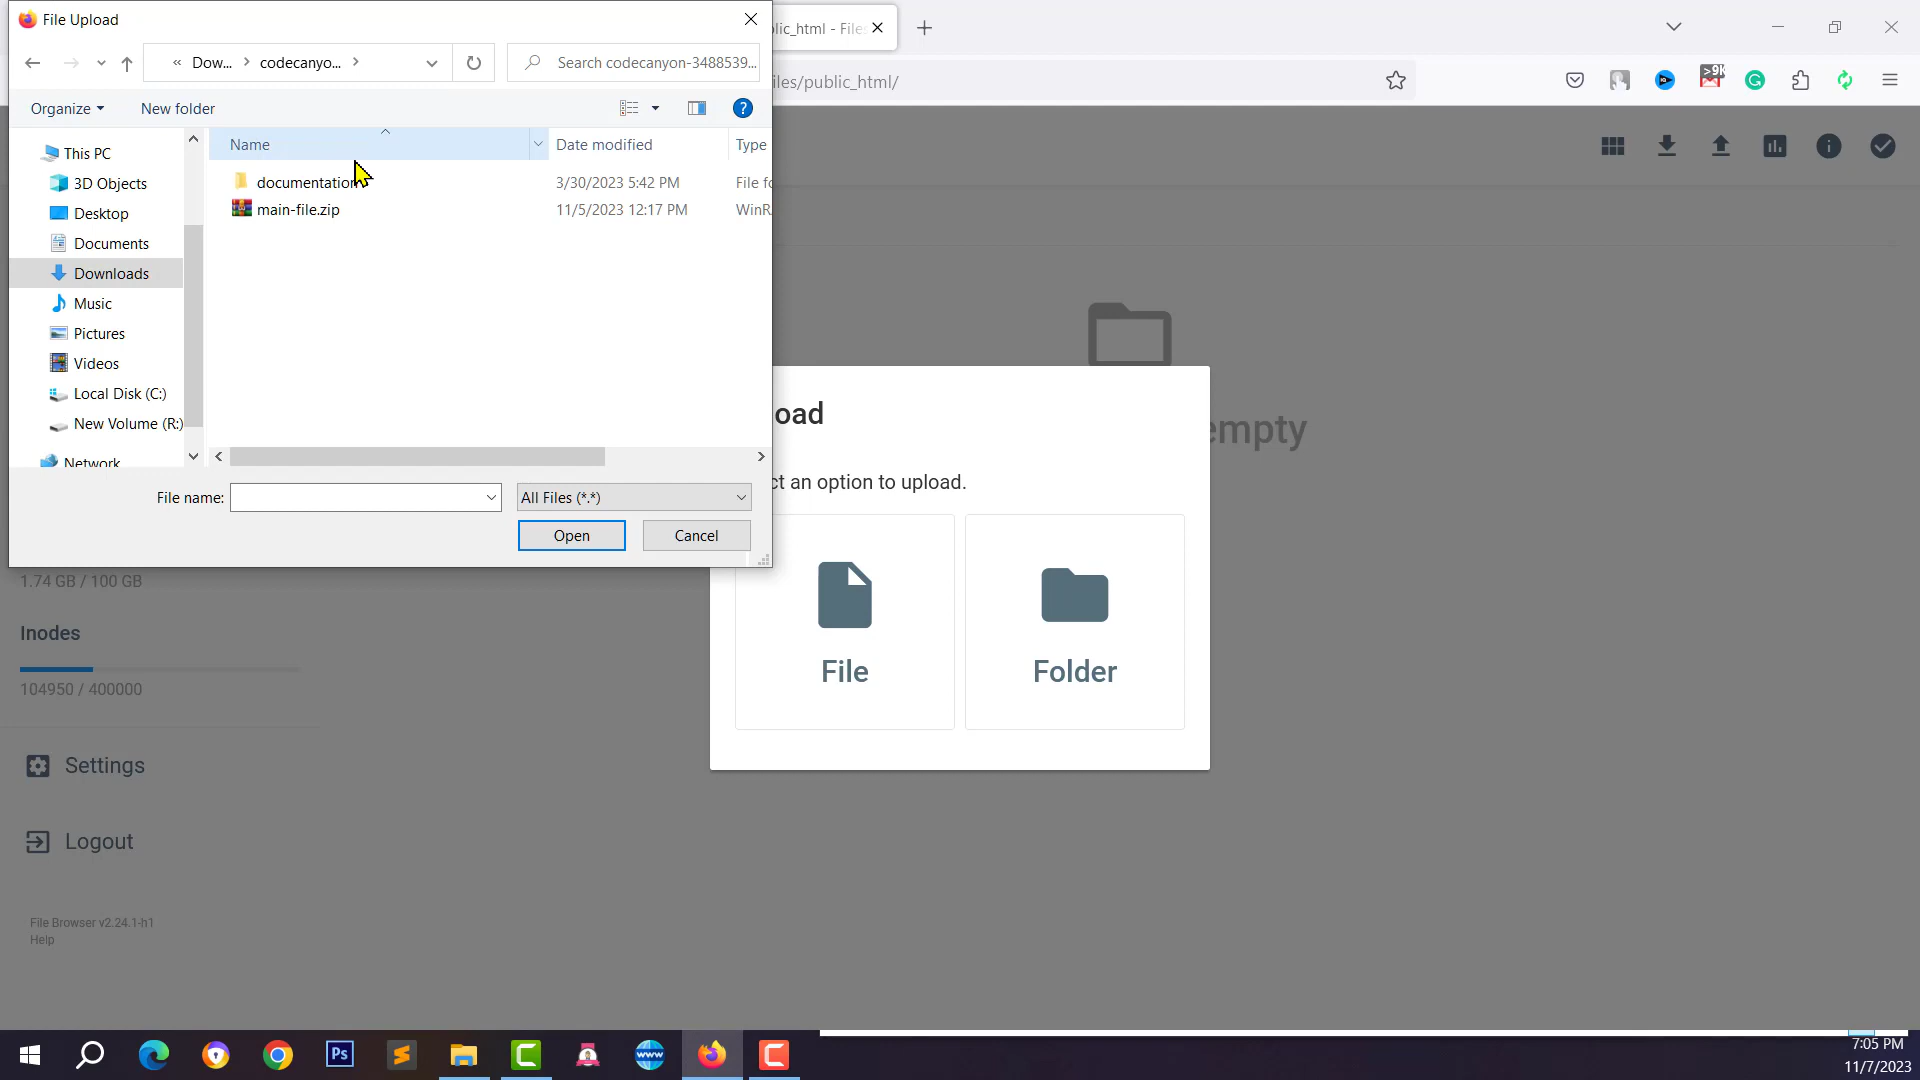 File Upload
lic_html - File
« Dow... > codecanyo... >
Search codecanyon-3488539...
iles/public_html/
>9K
Organize
New folder
Name
Date modified
Type
This PC
3D Objects
Desktop
Documents
Downloads
Music
Pictures
Videos
Local Disk (C:)
New Volume (R:)
Network
documentation
3/30/2023 5:42 PM
File fo
main-file.zip
11/5/2023 12:17 PM
WinR
File name:
All Files (*.*)
Open
Cancel
empty
oad
ct an option to upload.
File
Folder
1.74 GB / 100 GB
Inodes
104950 / 400000
Settings
Logout
File Browser v2.24.1-h1
Help
Ps
www
7:05 PM
11/7/2023